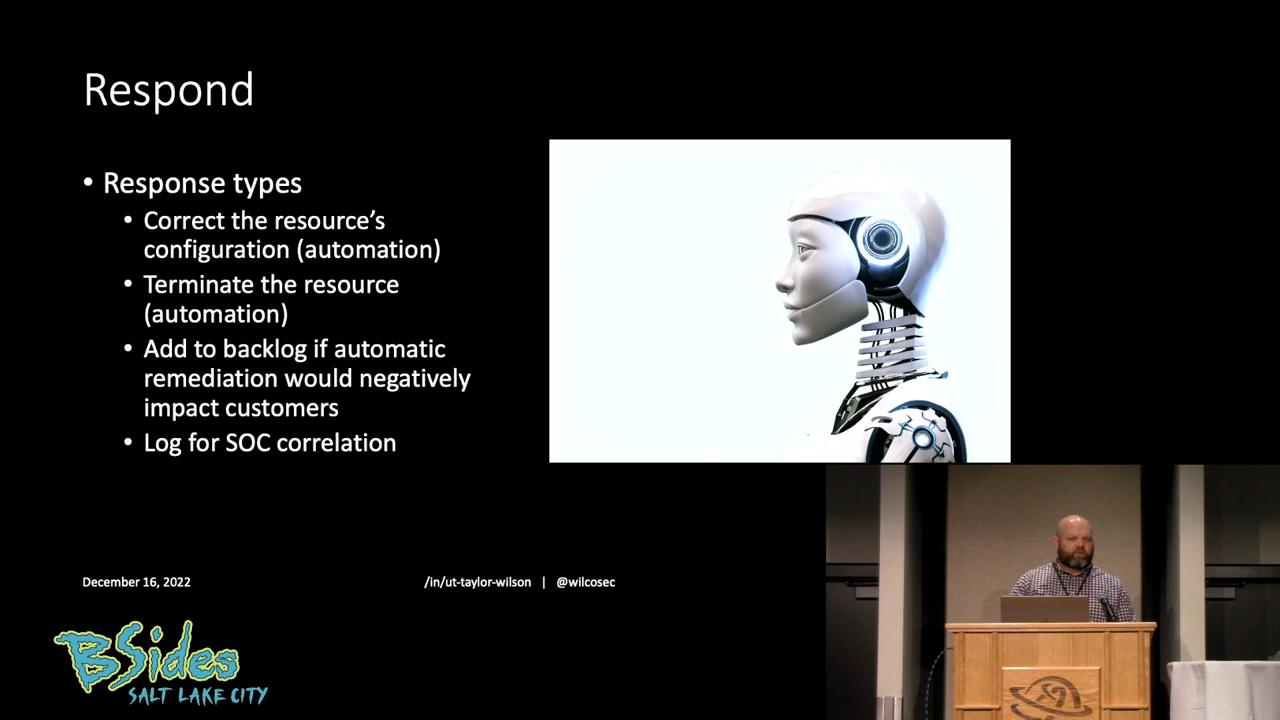 Respond
• Response types
• Correct the resource’s
configuration (automation)
• Terminate the resource
(automation)
• Add to backlog if automatic
remediation would negatively
impact customers
• Log for SOC correlation
December 16, 2022
/in/ut-taylor-wilson | @wilcosec
BSides
SALT LAKE CITY